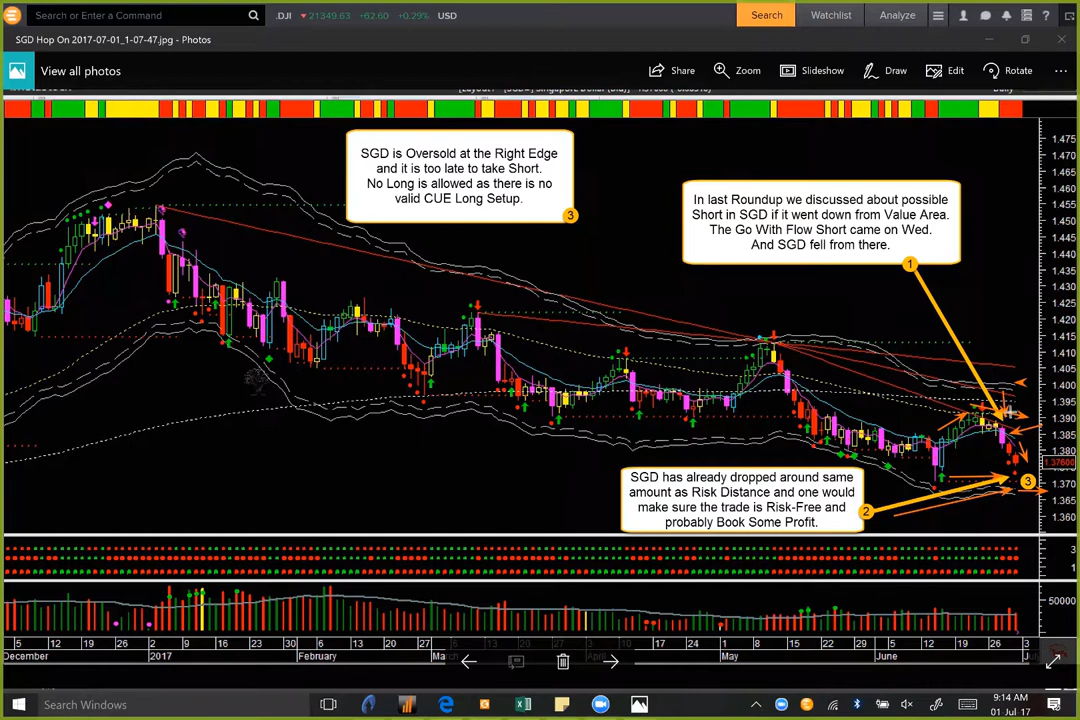 Search or Enter a Command
.DJI 21349.63 +62.60 +0.29% USD
Search
Watchlist
Analyze
SGD Hop On 2017-07-01_1-07-47.jpg - Photos
View all photos
Share
Zoom
Slideshow
Draw
Edit
Rotate
SGD is Oversold at the Right Edge
and it is too late to take Short.
No Long is allowed as there is no
valid CUE Long Setup.
3
In last Roundup we discussed about possible
Short in SGD if it went down from Value Area.
The Go With Flow Short came on Wed.
And SGD fell from there.
1
SGD has already dropped around same
amount as Risk Distance and one would
make sure the trade is Risk-Free and
probably Book Some Profit.
2
3
1.475
1.470
1.465
1.460
1.455
1.450
1.445
1.440
1.435
1.430
1.425
1.420
1.415
1.410
1.405
1.400
1.395
1.390
1.385
1.380
1.37600
1.370
1.365
1.360
3
1
50000
5 12 19 26 2 9 16 23 30 6 13 20 27 6 13 20 27 3 10 17 24 1 8 15 22 29 5 12 19 26 3
December 2017 February March April May June
Search Windows
9:14 AM
01-Jul-17